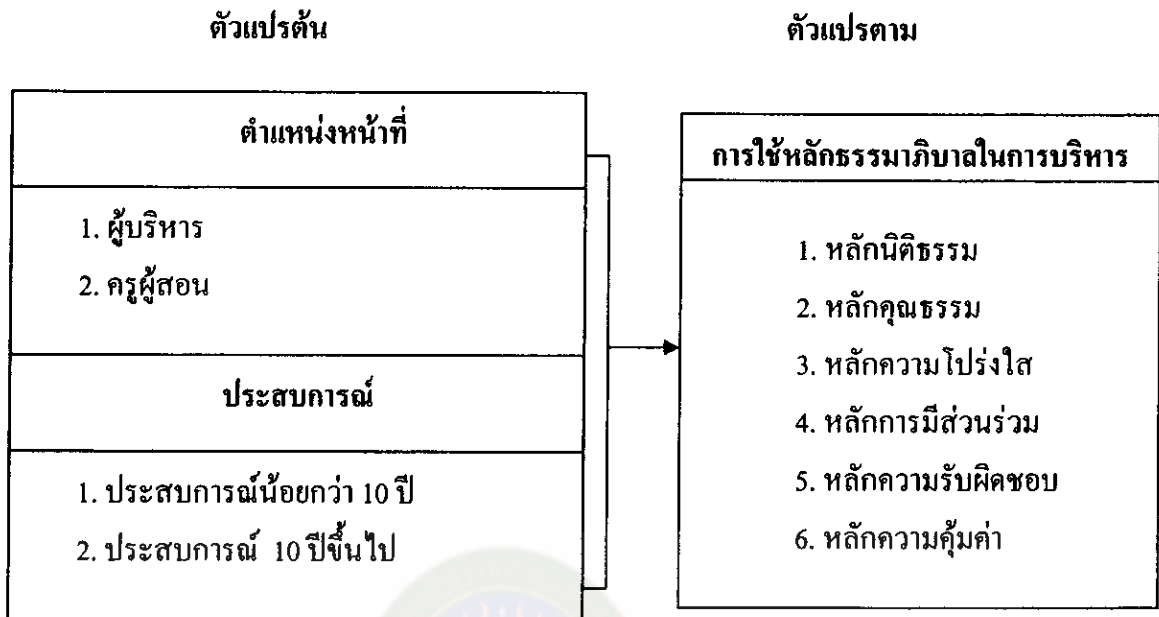 ตัวแปรต้น
ตัวแปรตาม
ตำแหน่งหน้าที่
1. ผู้บริหาร
2. ครูผู้สอน
ประสบการณ์
1. ประสบการณ์น้อยกว่า 10 ปี
2. ประสบการณ์ 10 ปีขึ้นไป
การใช้หลักธรรมาภิบาลในการบริหาร
1. หลักนิติธรรม
2. หลักคุณธรรม
3. หลักความโปร่งใส
4. หลักการมีส่วนร่วม
5. หลักความรับผิดชอบ
6. หลักความคุ้มค่า